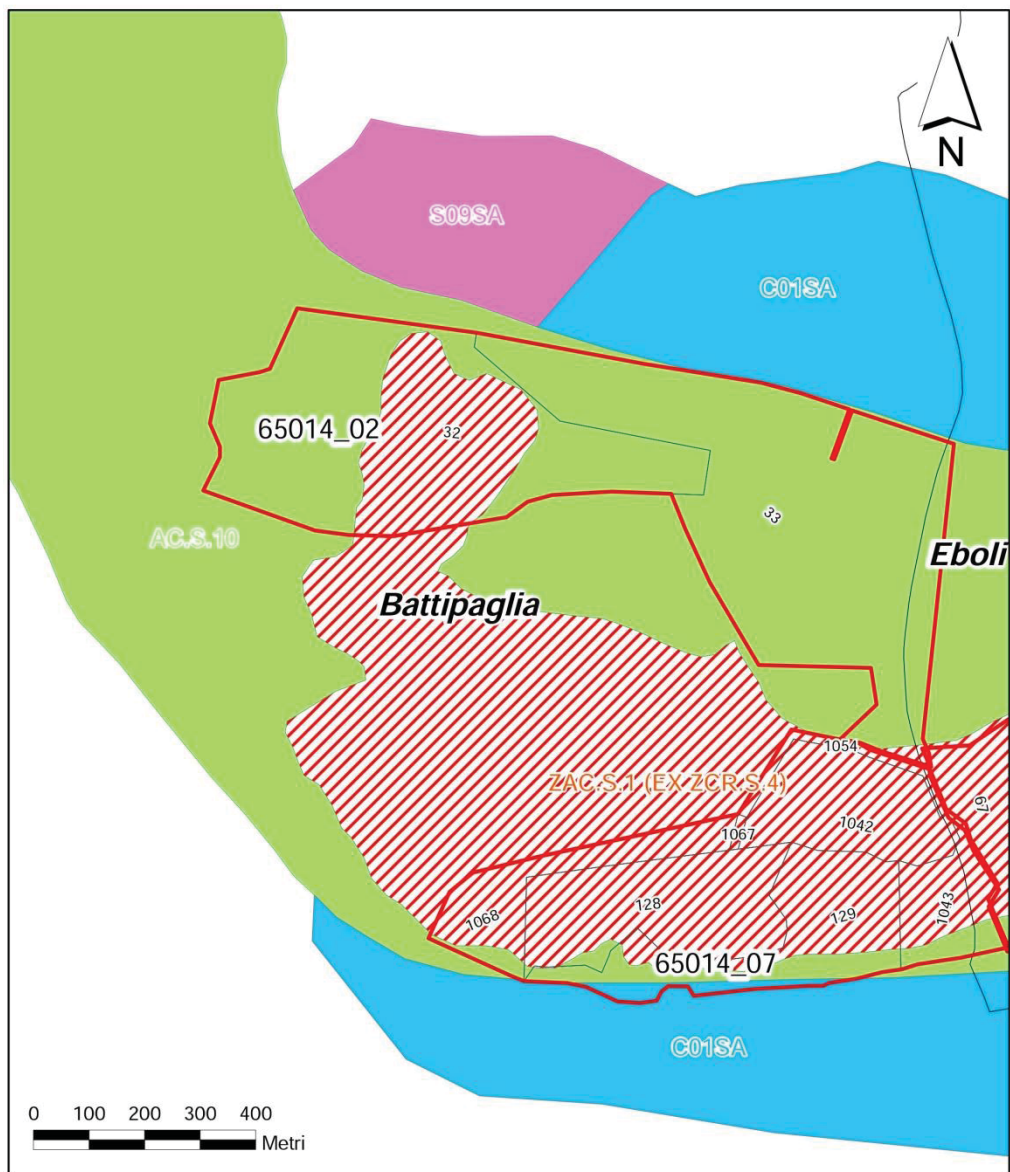 N
S09SA
C01SA
65014_02
32
33
AC.S.10
Eboli
Battipaglia
1054
ZAC.S.1 (EX ZCR.S.4)
67
1067
1042
128
1068
129
1043
65014_07
C01SA
0 100 200 300 400
Metri